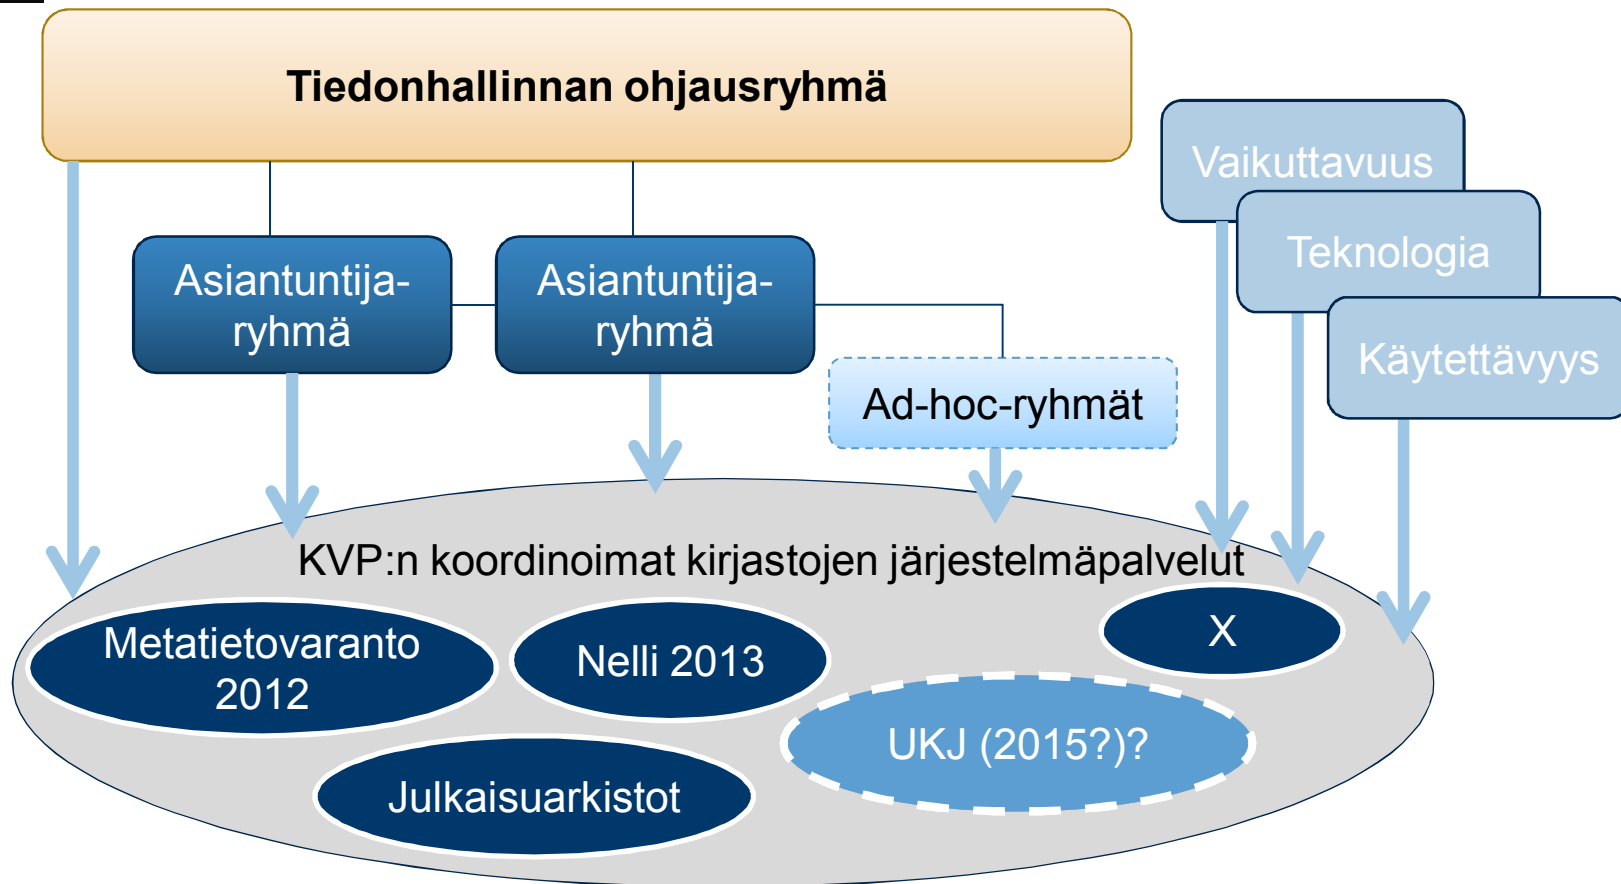 Tiedonhallinnan ohjausryhmä
Vaikuttavuus
Teknologia
Käytettävyys
Asiantuntija-
ryhmä
Asiantuntija-
ryhmä
Ad-hoc-ryhmät
KVP:n koordinoimat kirjastojen järjestelmäpalvelut
Metatietovaranto
2012
Nelli 2013
X
UKJ (2015?)?
Julkaisuarkistot